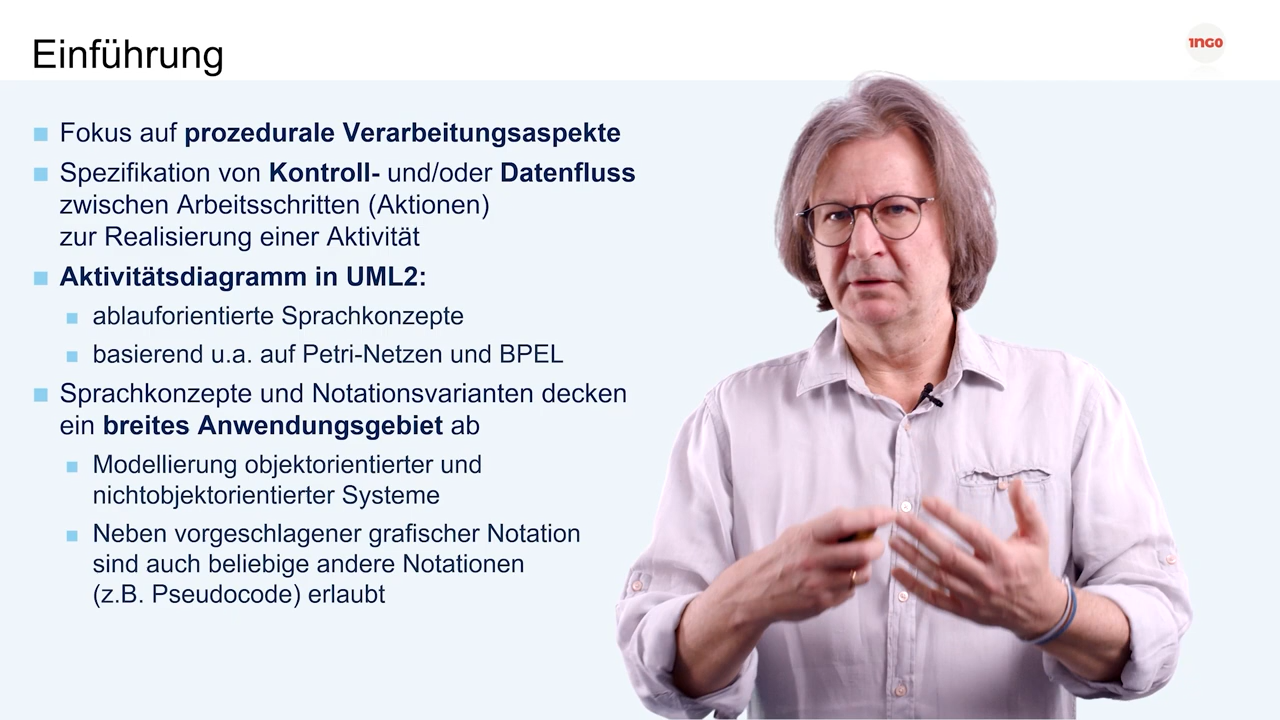 Einführung
1NGO
Fokus auf prozedurale Verarbeitungsaspekte
Spezifikation von Kontroll- und/oder Datenfluss
zwischen Arbeitsschritten (Aktionen)
zur Realisierung einer Aktivität
Aktivitätsdiagramm in UML2:
ablauforientierte Sprachkonzepte
basierend u.a. auf Petri-Netzen und BPEL
Sprachkonzepte und Notationsvarianten decken
ein breites Anwendungsgebiet ab
Modellierung objektorientierter und
nichtobjektorientierter Systeme
Neben vorgeschlagener grafischer Notation
sind auch beliebige andere Notationen
(z.B. Pseudocode) erlaubt